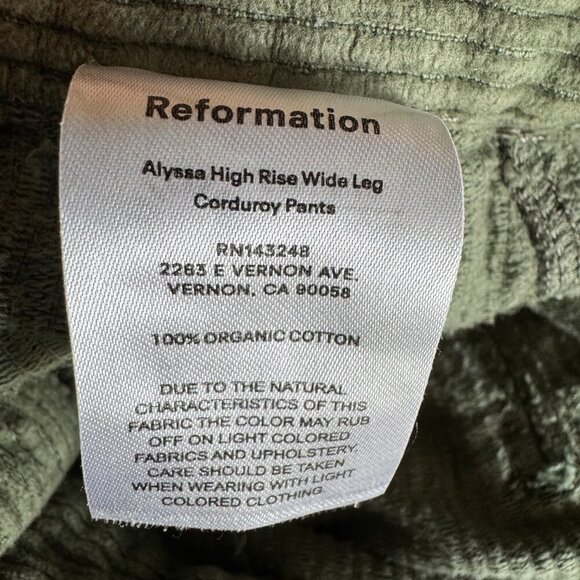 Reformation
Alyssa High Rise Wide Leg
Corduroy Pants
RN143248
2263 E VERNON AVE.
VERNON, CA 90058
100% ORGANIC COTTON
DUE TO THE NATURAL
CHARACTERISTICS OF THIS
FABRIC THE COLOR MAY RUB
OFF ON LIGHT COLORED
FABRICS AND UPHOLSTERY.
CARE SHOULD BE TAKEN
WHEN WEARING WITH LIGHT
COLORED CLOTHING.